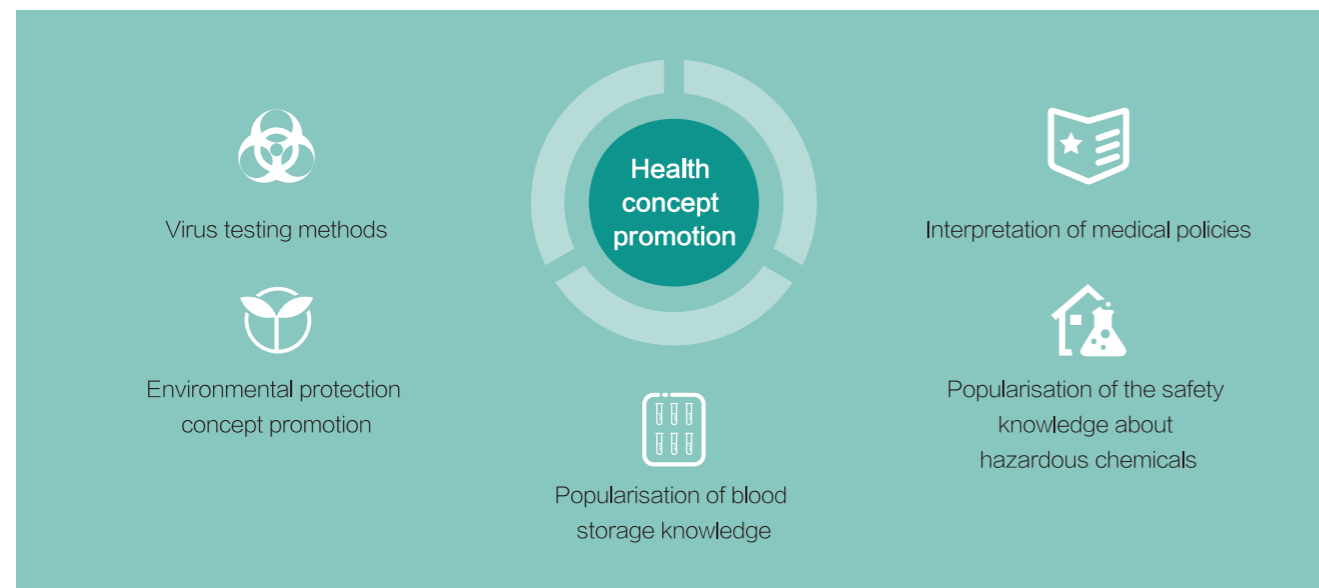 Health
concept
promotion
Virus testing methods
Interpretation of medical policies
Environmental protection
concept promotion
Popularisation of the safety
knowledge about
hazardous chemicals
Popularisation of blood
storage knowledge